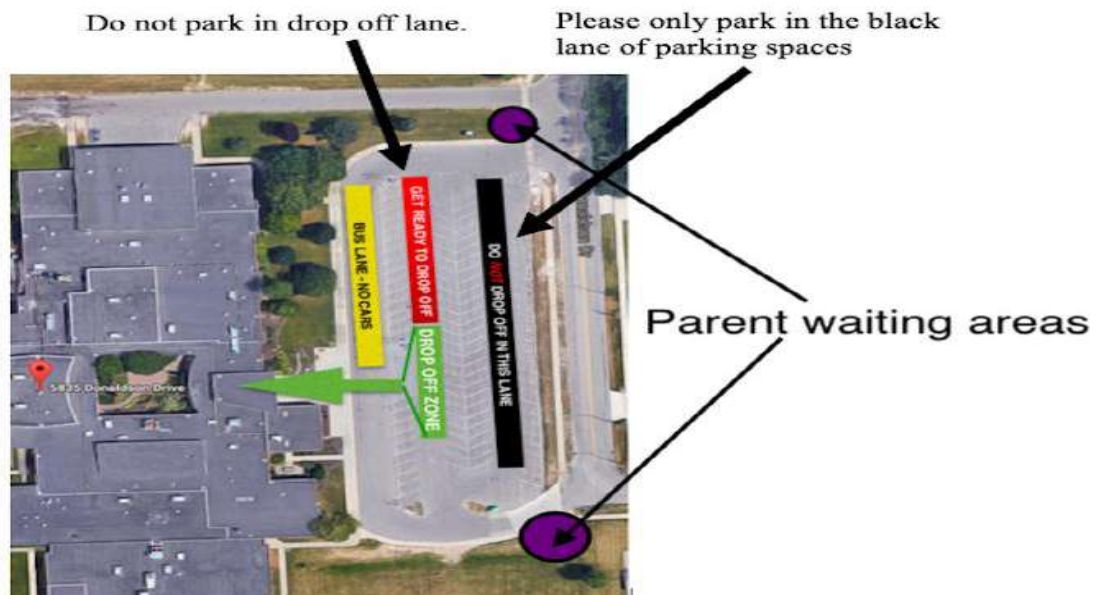 Do not park in drop off lane.
Please only park in the black
lane of parking spaces
GET READY TO DROP OFF
BUS LANE - NO CARS
DO NOT DROP OFF IN THIS LANE
DROP OFF ZONE
Parent waiting areas
5835 Donaldson Drive